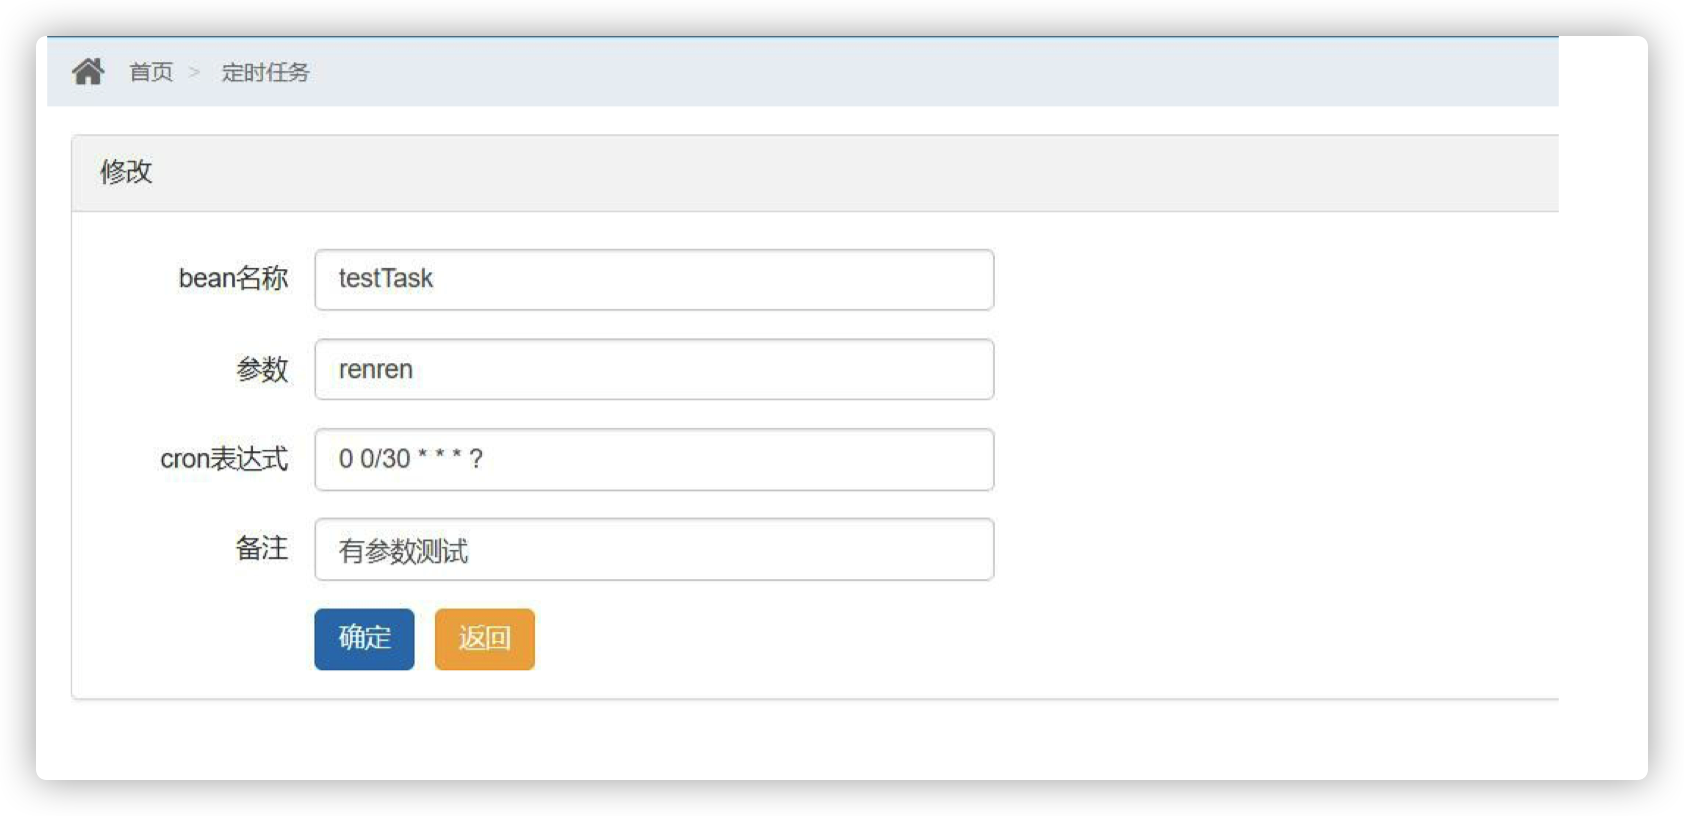 首页 > 定时任务
修改
bean名称 testTask
参数 renren
cron表达式 0 0/30 * * * ?
备注 有参数测试
确定 返回